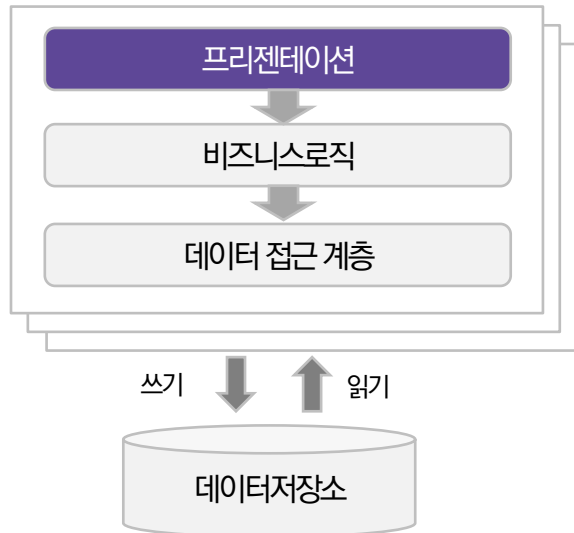 프리젠테이션
비즈니스로직
데이터 접근 계층
쓰기
읽기
데이터저장소